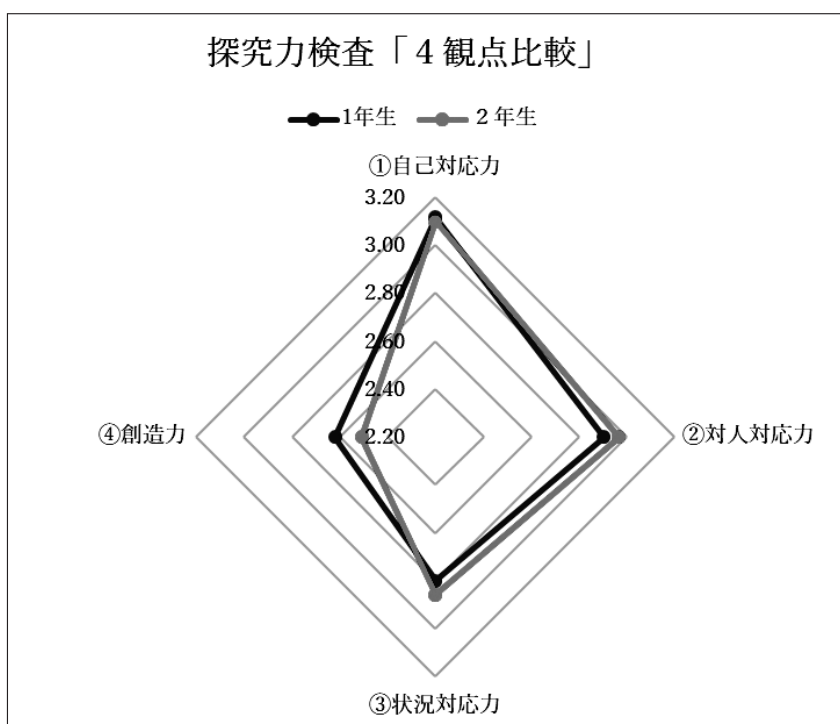 探究力検査「４観点比較」
1年生 ２年生
①自己対応力
3.20
3.00
2.80
2.60
2.40
2.20
④創造力
②対人対応力
③状況対応力